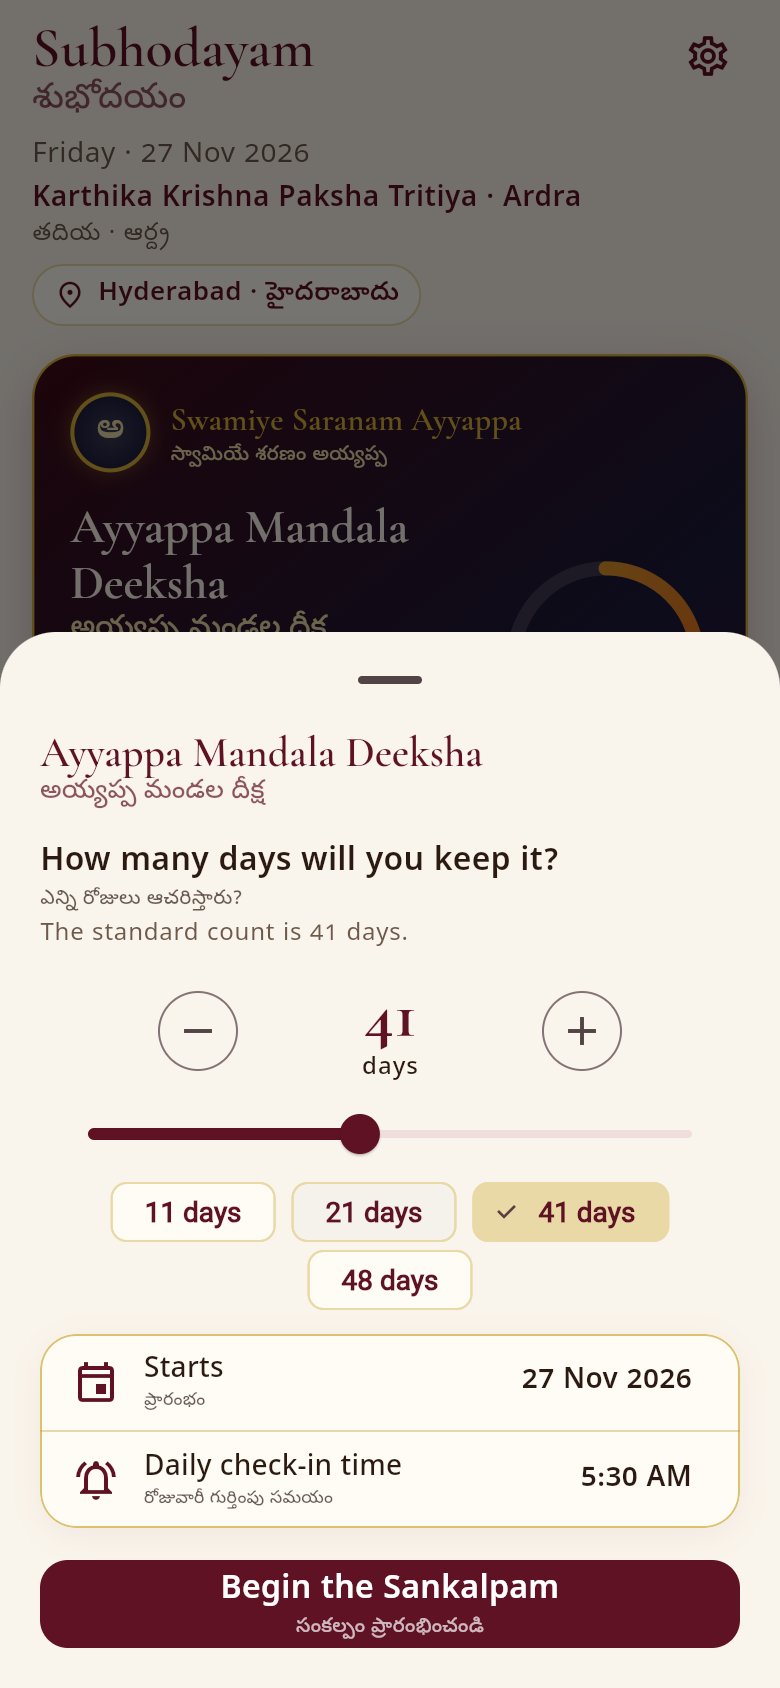 Subhodayam
శుభోదయం
Friday · 27 Nov 2026
Karthika Krishna Paksha Tritiya · Ardra
తదియ · ఆర్ద్ర
Hyderabad · హైదరాబాదు
అ
Swamiye Saranam Ayyappa
స్వామియే శరణం అయ్యప్ప
Ayyappa Mandala
Deeksha
అయ్యప్ప మండల దీక్ష
Ayyappa Mandala Deeksha
అయ్యప్ప మండల దీక్ష
How many days will you keep it?
ఎన్ని రోజులు ఆచరిస్తారు?
The standard count is 41 days.
41
days
11 days
21 days
41 days
48 days
Starts
ప్రారంభం
27 Nov 2026
Daily check-in time
రోజువారీ గుర్తింపు సమయం
5:30 AM
Begin the Sankalpam
సంకల్పం ప్రారంభించండి